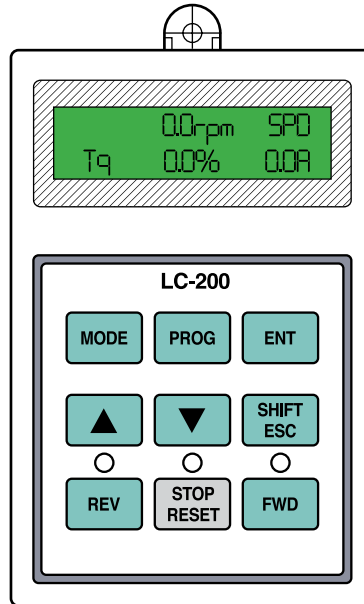 0.0rpm SPD
Tq 0.0% 0.0A
LC-200
MODE PROG ENT
▲ ▼ SHIFT ESC
REV STOP RESET FWD